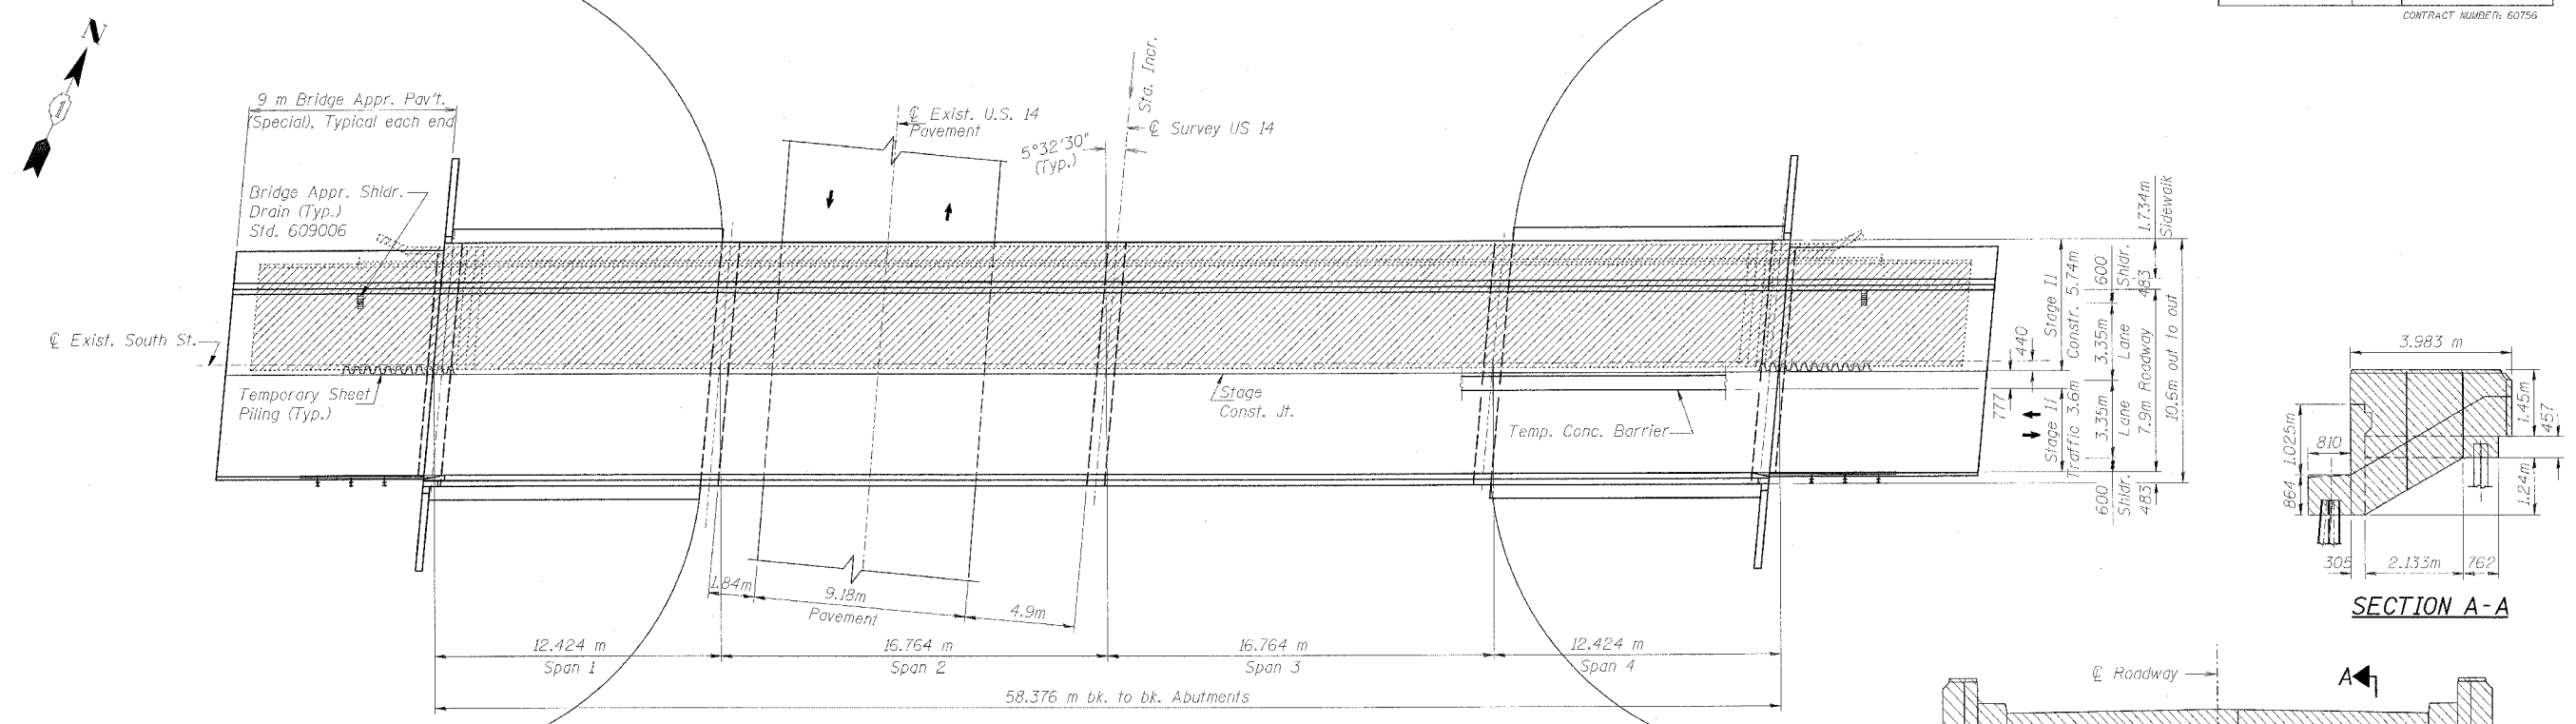 CONTRACT NUMBER: 60756
N
1
9 m Bridge Appr. Pav't.
(Special), Typical each end
℄ Exist. U.S. 14
Pavement
Sta. Incr.
℄ Survey US 14
5°32'30"
(Typ.)
Bridge Appr. Shldr.
Drain (Typ.)
Std. 609006
℄ Exist. South St.
Temporary Sheet
Piling (Typ.)
Stage
Const. Jt.
Temp. Conc. Barrier
1.734m
Sidewalk
Stage II
Constr. 5.74m
600
Shldr.
483
3.35m
Lane
440
777
Stage II
Traffic 3.6m
3.35m
Lane
7.9m Roadway
10.6m out to out
600
Shldr.
483
1.84m
9.18m
Pavement
4.9m
12.424 m
Span 1
16.764 m
Span 2
16.764 m
Span 3
12.424 m
Span 4
58.376 m bk. to bk. Abutments
3.983 m
1.45m
457
1.025m
810
864
1.24m
305
2.133m
762
SECTION A-A
℄ Roadway
A